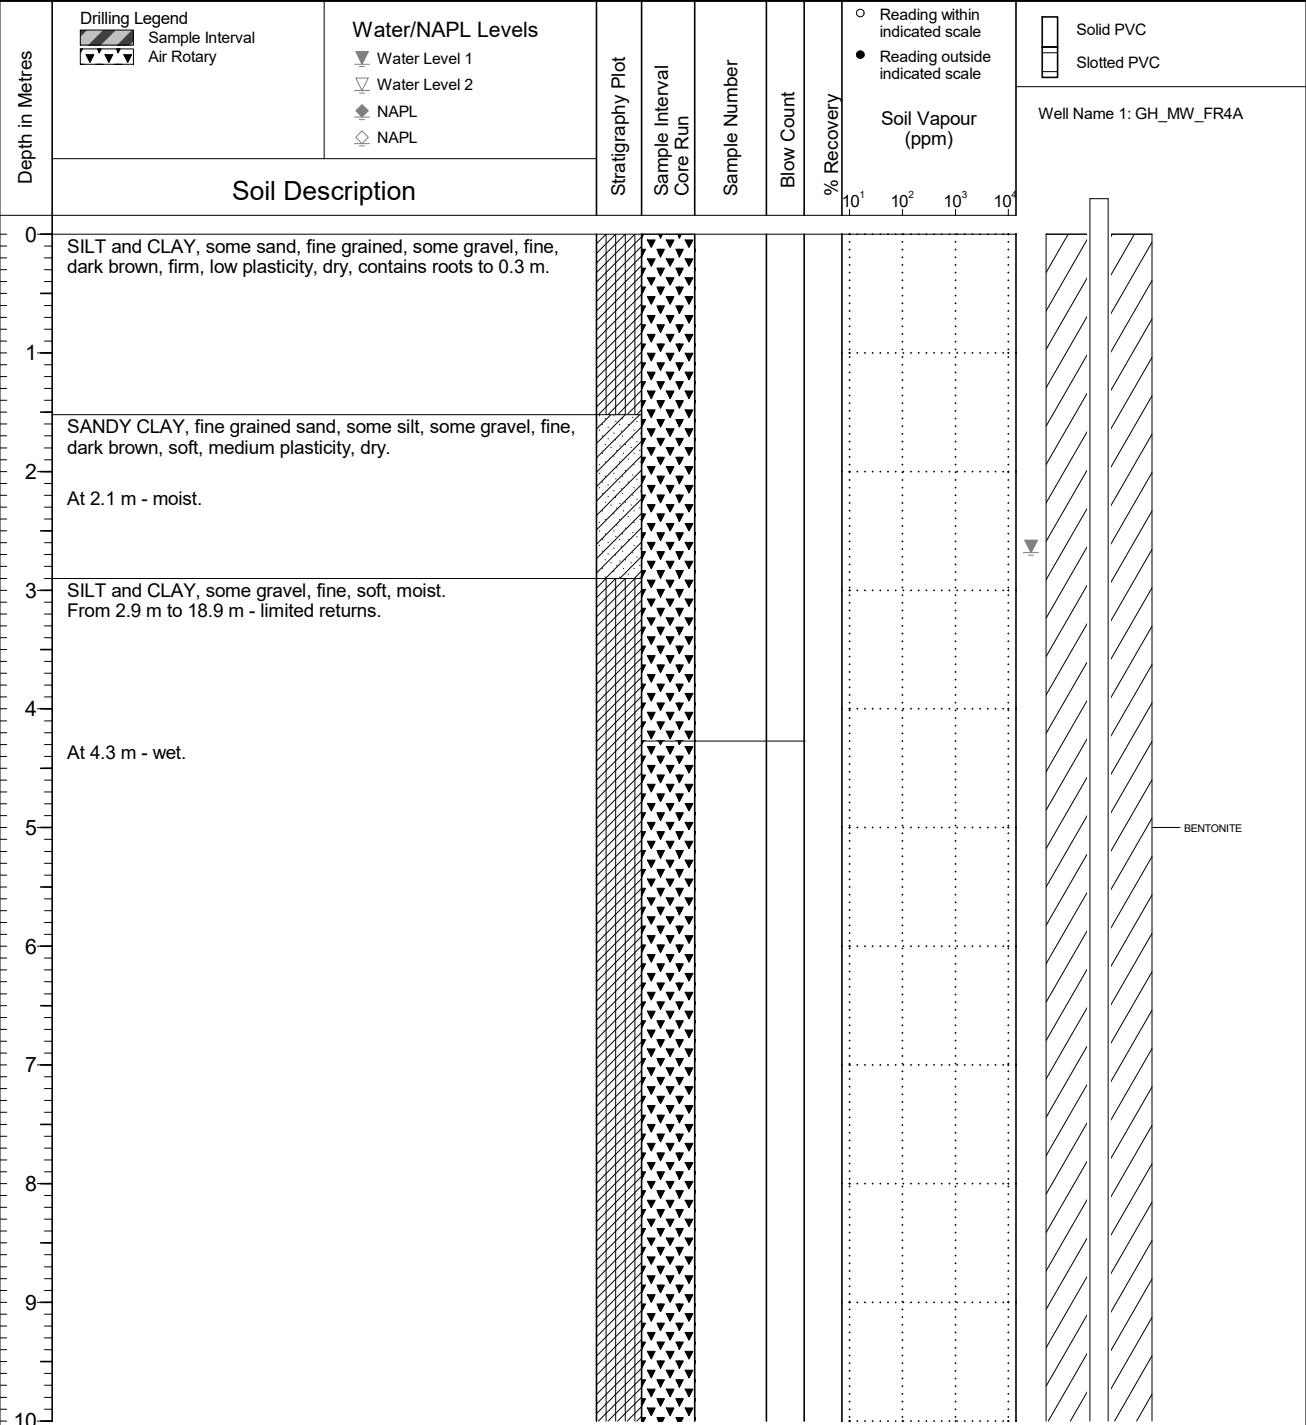 Depth in Metres
Drilling Legend
Sample Interval
Air Rotary
Water/NAPL Levels
Water Level 1
Water Level 2
NAPL
NAPL
Soil Description
Stratigraphy Plot
Sample Interval
Core Run
Sample Number
Blow Count
% Recovery
Reading within
indicated scale
Reading outside
indicated scale
Soil Vapour
(ppm)
10¹ 10² 10³ 10⁴
Solid PVC
Slotted PVC
Well Name 1: GH_MW_FR4A
0
SILT and CLAY, some sand, fine grained, some gravel, fine,
dark brown, firm, low plasticity, dry, contains roots to 0.3 m.
1
SANDY CLAY, fine grained sand, some silt, some gravel, fine,
dark brown, soft, medium plasticity, dry.
2
At 2.1 m - moist.
3
SILT and CLAY, some gravel, fine, soft, moist.
From 2.9 m to 18.9 m - limited returns.
4
At 4.3 m - wet.
5
BENTONITE
6
7
8
9
10